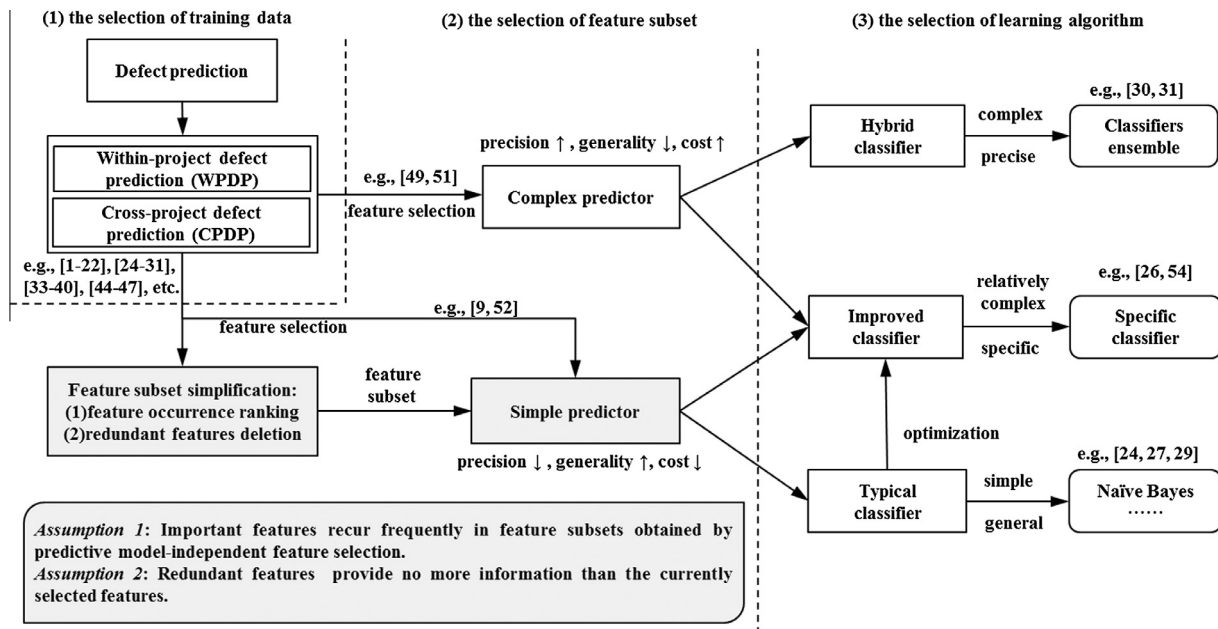 (1) the selection of training data
(2) the selection of feature subset
(3) the selection of learning algorithm
Defect prediction
Within-project defect
prediction (WPDP)
Cross-project defect
prediction (CPDP)
e.g., [1-22], [24-31],
[33-40], [44-47], etc.
e.g., [49, 51]
feature selection
precision ↑ , generality ↓, cost ↑
Complex predictor
e.g., [9, 52]
feature selection
Feature subset simplification:
(1)feature occurrence ranking
(2)redundant features deletion
feature
subset
Simple predictor
precision ↓ , generality ↑, cost ↓
Hybrid
classifier
complex
precise
e.g., [30, 31]
Classifiers
ensemble
Improved
classifier
relatively
complex
specific
e.g., [26, 54]
Specific
classifier
optimization
Typical
classifier
simple
general
e.g., [24, 27, 29]
Naïve Bayes
······
Assumption 1: Important features recur frequently in feature subsets obtained by
predictive model-independent feature selection.
Assumption 2: Redundant features provide no more information than the currently
selected features.